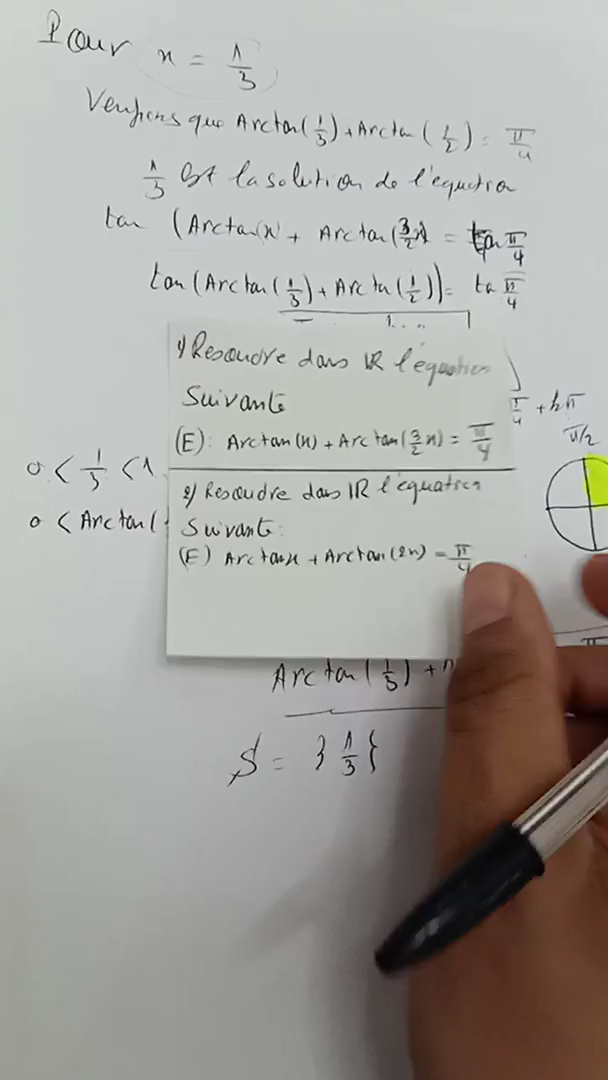 Pour x = 1/3
Verifions que Arctan(1/3) + Arctan(1/2) = π/4
1/3 est la solution de l'equation
tan (Arctan(x) + Arctan(3/2 x) = tan π/4
tan(Arctan(1/3) + Arctan(1/2)) = tan π/4
1) Resoudre dans IR l'équation
Suivante
(E): Arctan(x) + Arctan(3/2 x) = π/4
π/4 + kπ
π/2
0 < 1/3 < 1
2) Resoudre dans IR l'équation
0 < Arctan(
Suivante:
(E) Arctan x + Arctan(2x) = π/4
Arctan(1/3) +
S = {1/3}